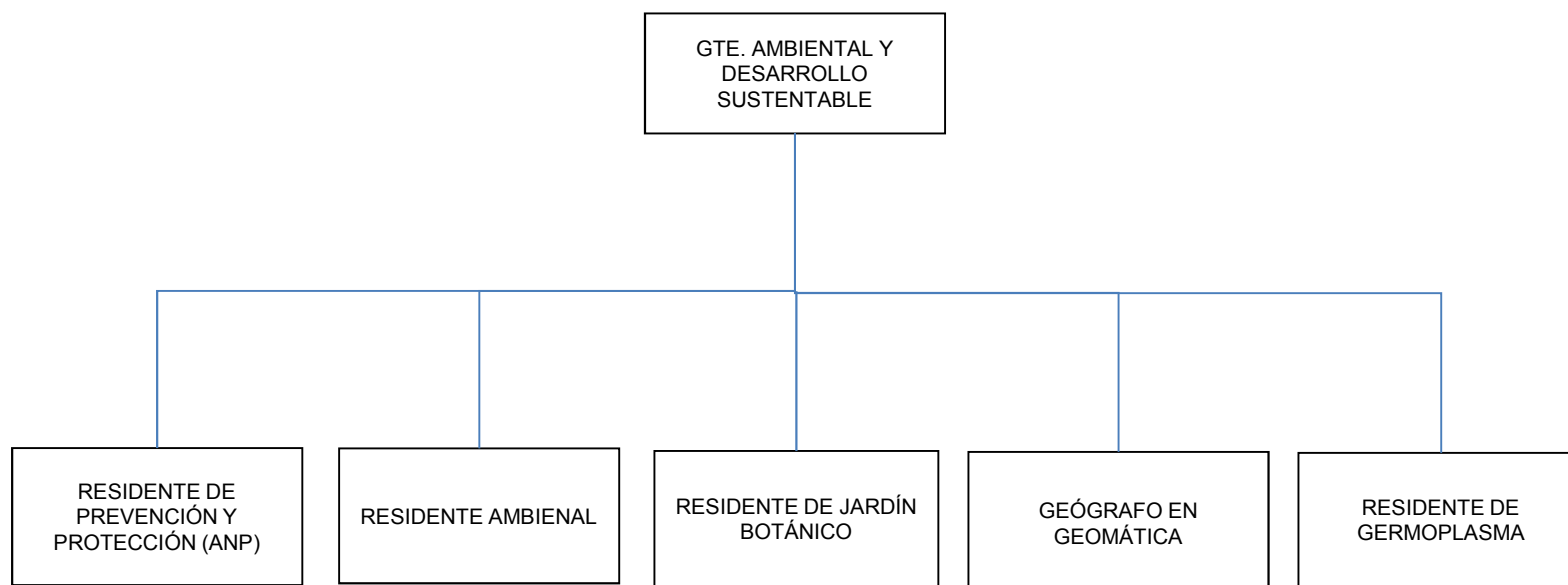 GTE. AMBIENTAL Y
DESARROLLO
SUSTENTABLE
RESIDENTE DE
PREVENCIÓN Y
PROTECCIÓN (ANP)
RESIDENTE AMBIENAL
RESIDENTE DE JARDÍN
BOTÁNICO
GEÓGRAFO EN
GEOMÁTICA
RESIDENTE DE
GERMOPLASMA